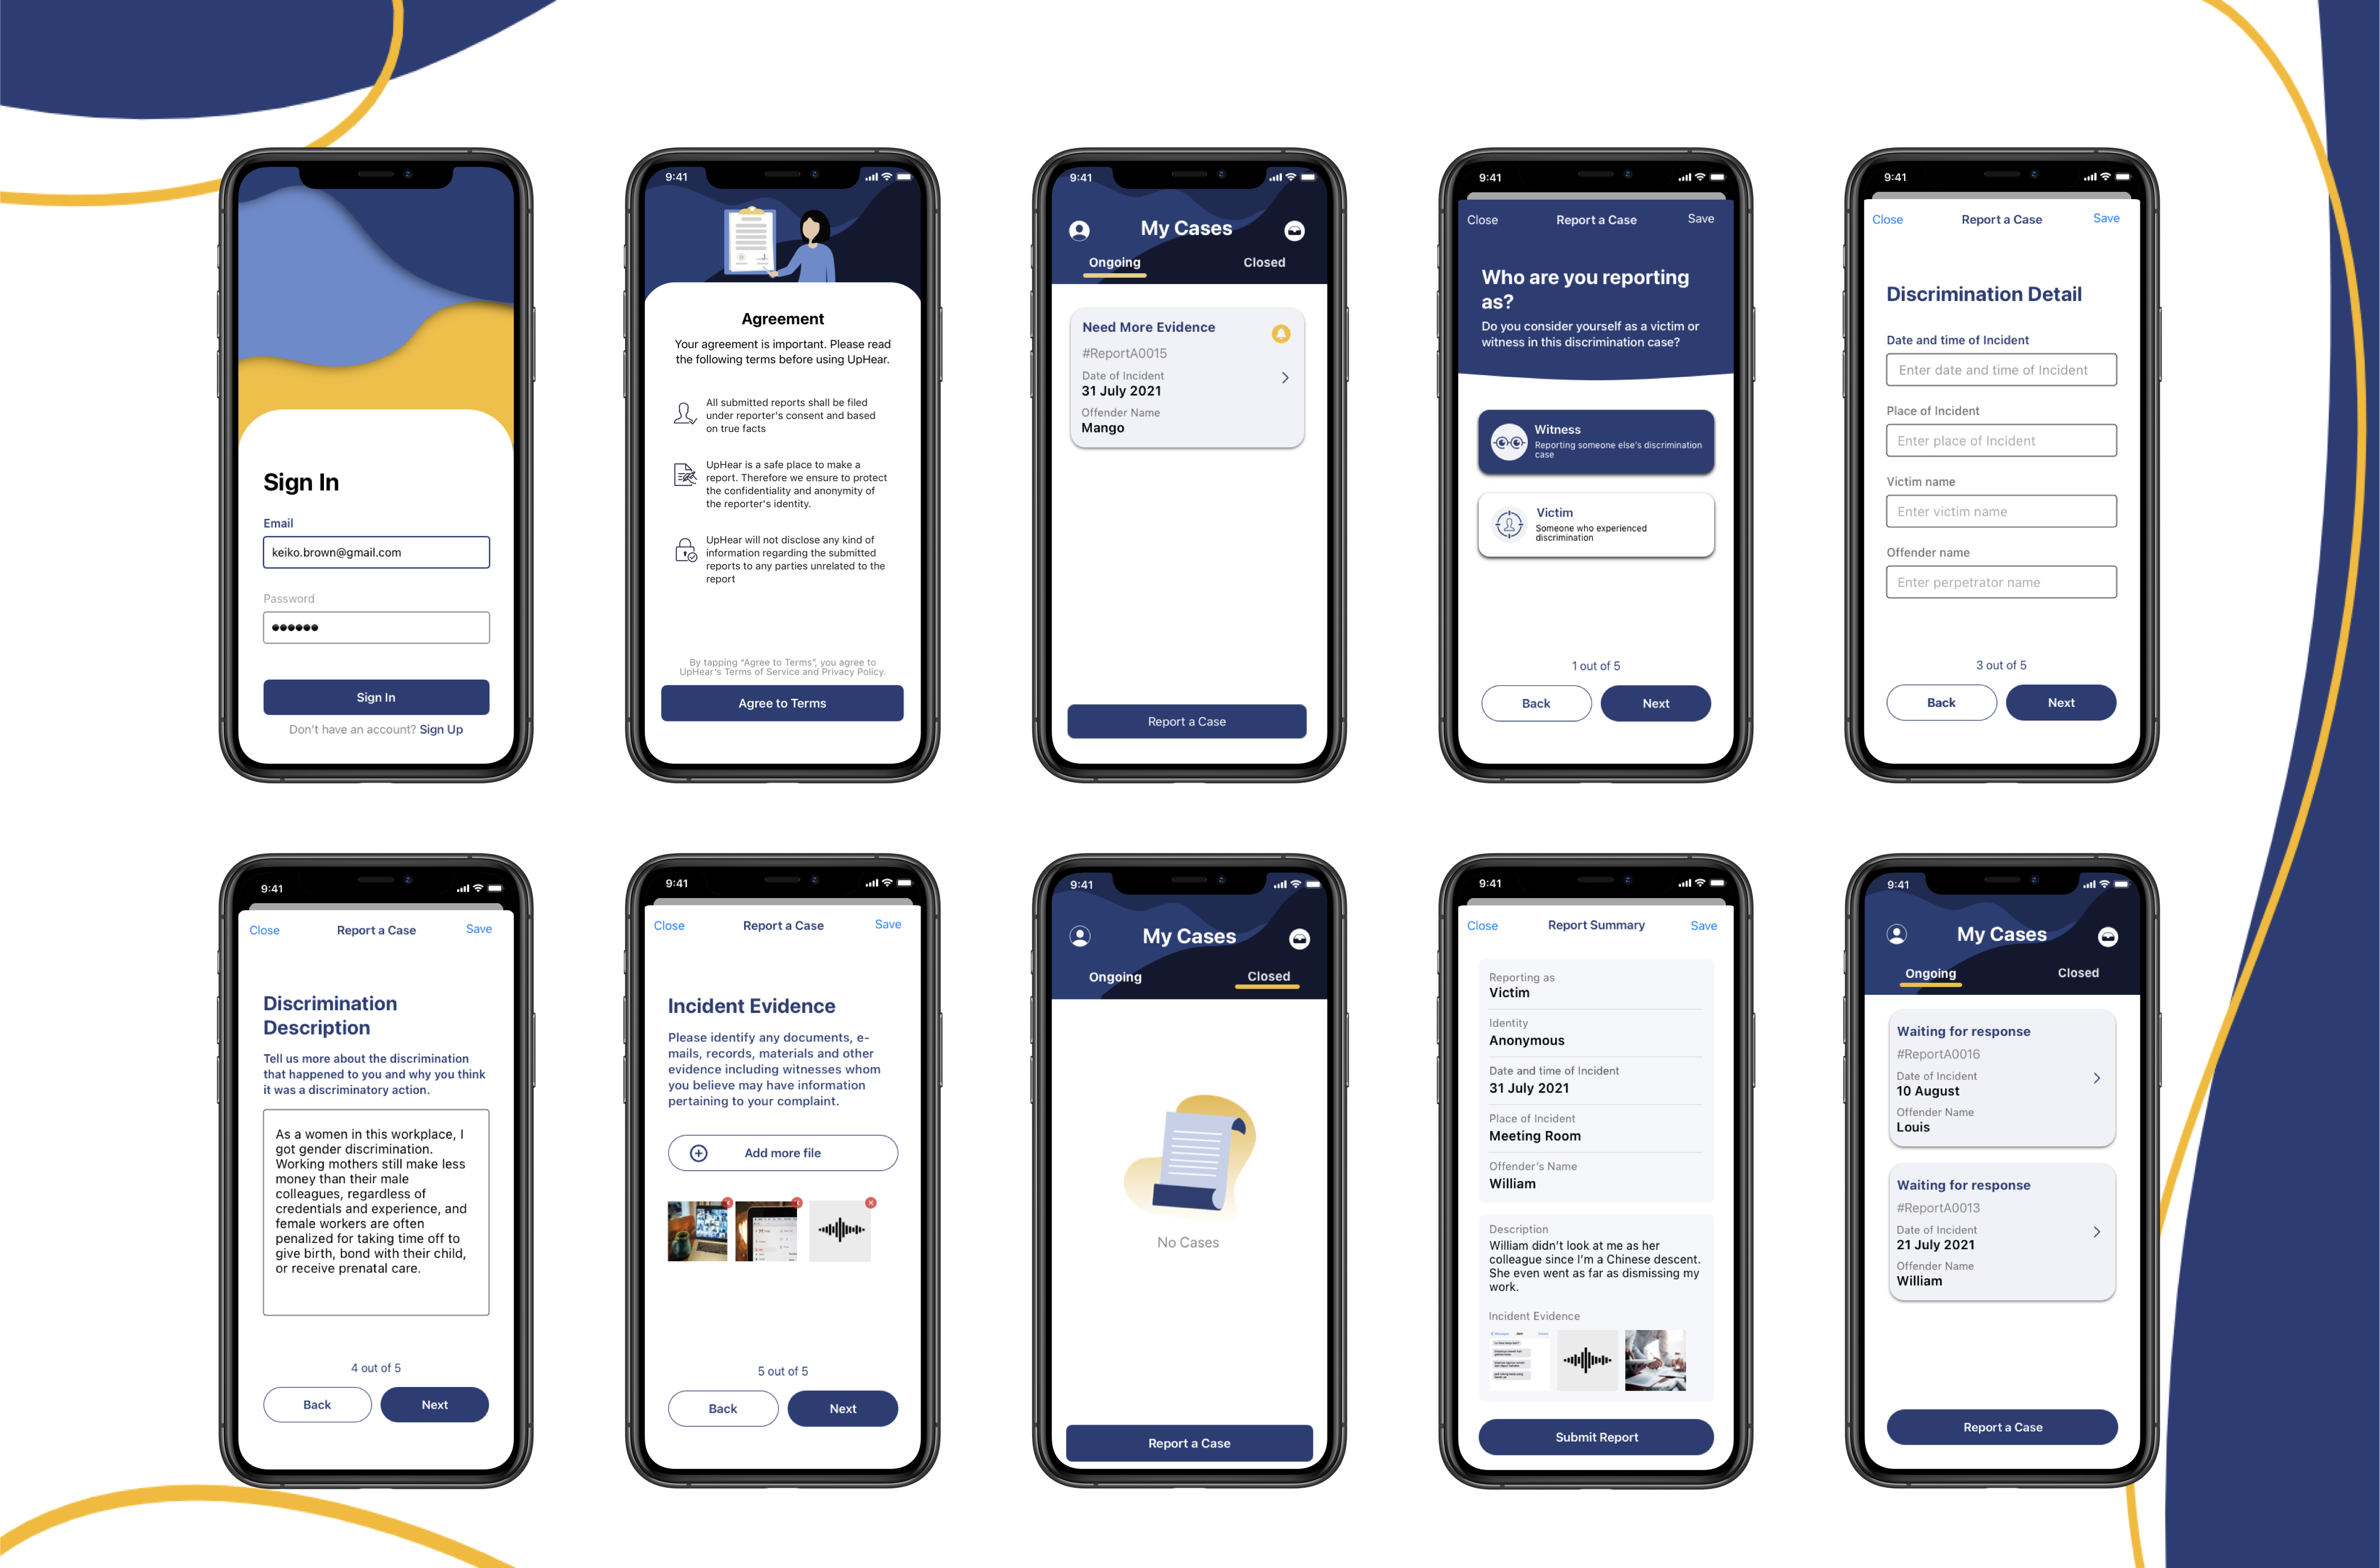 Sign In
Email
keiko.brown@gmail.com
Password
Sign In
Don't have an account? Sign Up
9:41
Agreement
Your agreement is important. Please read
the following terms before using UpHear.
All submitted reports shall be filed
under reporter's consent and based
on true facts
UpHear is a safe place to make a
report. Therefore we ensure to protect
the confidentiality and anonymity of
the reporter's identity.
UpHear will not disclose any kind of
information regarding the submitted
reports to any parties unrelated to the
report
By tapping "Agree to Terms", you agree to
UpHear's Terms of Service and Privacy Policy.
Agree to Terms
9:41
My Cases
Ongoing Closed
Need More Evidence
#ReportA0015
Date of Incident
31 July 2021
Offender Name
Mango
Report a Case
9:41
Close Report a Case Save
Who are you reporting
as?
Do you consider yourself as a victim or
witness in this discrimination case?
Witness
Reporting someone else's discrimination
case
Victim
Someone who experienced
discrimination
1 out of 5
Back Next
9:41
Close Report a Case Save
Discrimination Detail
Date and time of Incident
Enter date and time of Incident
Place of Incident
Enter place of Incident
Victim name
Enter victim name
Offender name
Enter perpetrator name
3 out of 5
Back Next
9:41
Close Report a Case Save
Discrimination
Description
Tell us more about the discrimination
that happened to you and why you think
it was a discriminatory action.
As a women in this workplace, I
got gender discrimination.
Working mothers still make less
money than their male
colleagues, regardless of
credentials and experience, and
female workers are often
penalized for taking time off to
give birth, bond with their child,
or receive prenatal care.
4 out of 5
Back Next
9:41
Close Report a Case Save
Incident Evidence
Please identify any documents, e-
mails, records, materials and other
evidence including witnesses whom
you believe may have information
pertaining to your complaint.
Add more file
5 out of 5
Back Next
9:41
My Cases
Ongoing Closed
No Cases
Report a Case
9:41
Close Report Summary Save
Reporting as
Victim
Identity
Anonymous
Date and time of Incident
31 July 2021
Place of Incident
Meeting Room
Offender's Name
William
Description
William didn't look at me as her
colleague since I'm a Chinese descent.
She even went as far as dismissing my
work.
Incident Evidence
Submit Report
9:41
My Cases
Ongoing Closed
Waiting for response
#ReportA0016
Date of Incident
10 August
Offender Name
Louis
Waiting for response
#ReportA0013
Date of Incident
21 July 2021
Offender Name
William
Report a Case